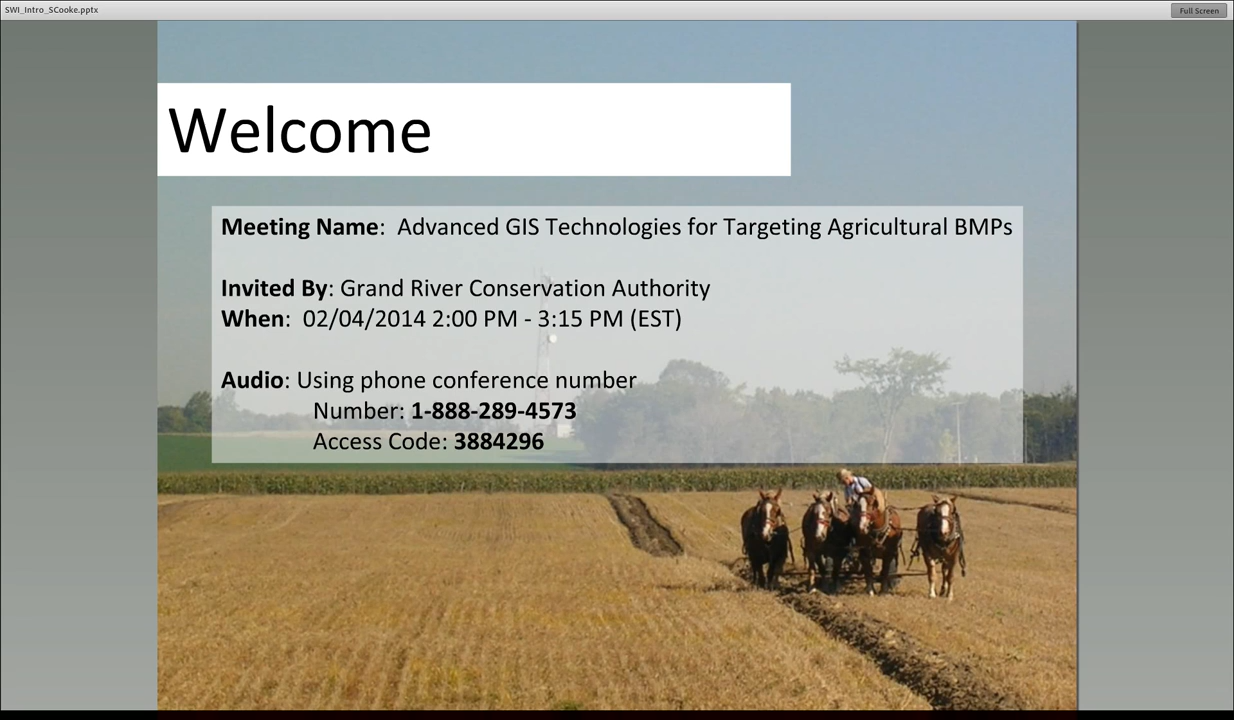 SWI_Intro_SCooke.pptx
Full Screen
Welcome
Meeting Name: Advanced GIS Technologies for Targeting Agricultural BMPs
Invited By: Grand River Conservation Authority
When: 02/04/2014 2:00 PM - 3:15 PM (EST)
Audio: Using phone conference number
Number: 1-888-289-4573
Access Code: 3884296